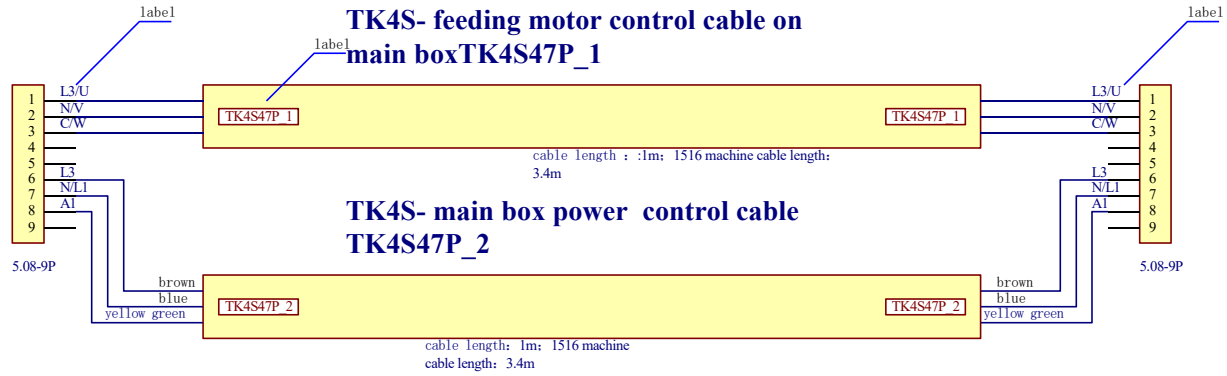 label
label
TK4S- feeding motor control cable on
label
main boxTK4S47P_1
L3/U
L3/U
1
1
N/V
N/V
2
TK4S47P_1
TK4S47P_1
2
C/W
C/W
3
3
4
4
cable length ：:1m；1516 machine cable length：
5
5
3.4m
L3
L3
6
6
N/L1
N/L1
7
7
A1
A1
8
TK4S- main box power control cable
8
9
9
TK4S47P_2
5.08-9P
5.08-9P
brown
brown
blue
blue
TK4S47P_2
TK4S47P_2
yellow green
yellow green
cable length：1m；1516 machine
cable length：3.4m